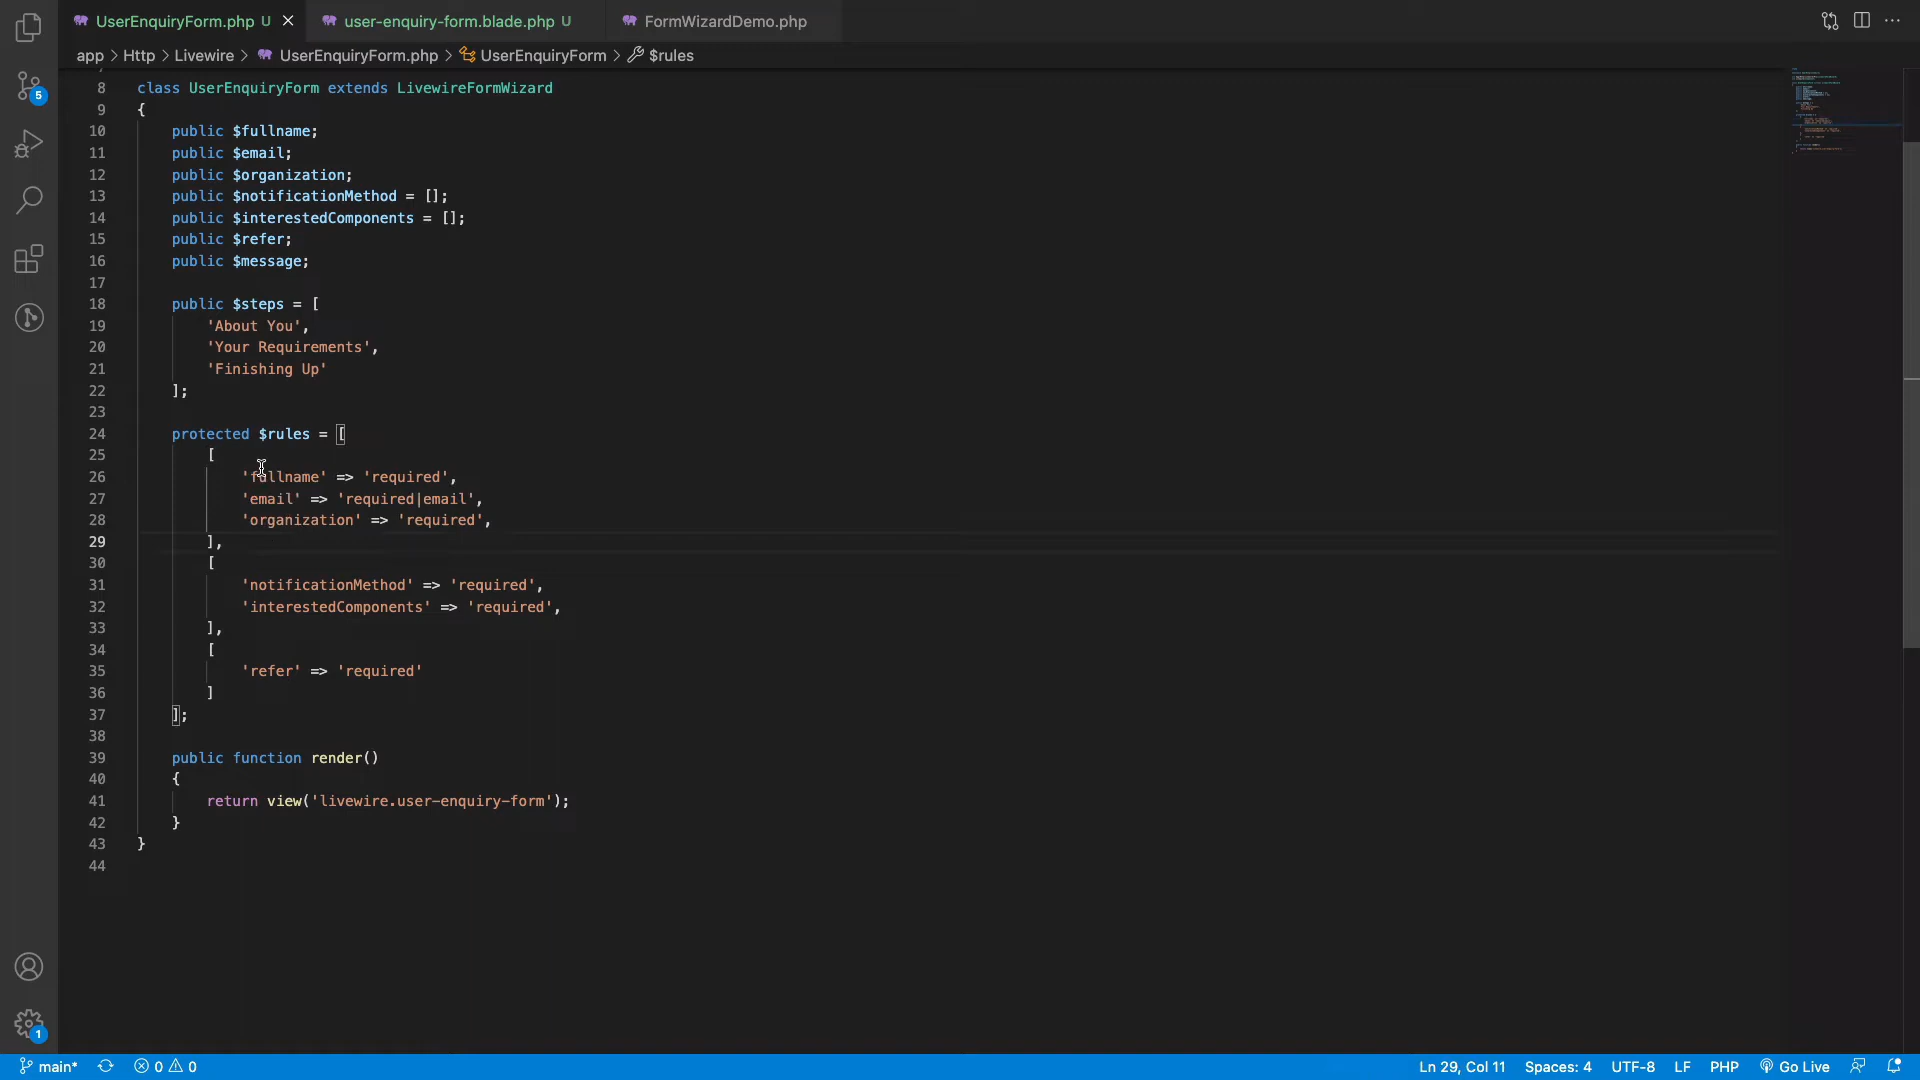 UserEnquiryForm.php U
user-enquiry-form.blade.php U
FormWizardDemo.php
app > Http > Livewire > UserEnquiryForm.php > UserEnquiryForm > $rules
8 class UserEnquiryForm extends LivewireFormWizard
9 {
10 public $fullname;
11 public $email;
12 public $organization;
13 public $notificationMethod = [];
14 public $interestedComponents = [];
15 public $refer;
16 public $message;
17
18 public $steps = [
19 'About You',
20 'Your Requirements',
21 'Finishing Up'
22 ];
23
24 protected $rules = [
25 [
26 'fullname' => 'required',
27 'email' => 'required|email',
28 'organization' => 'required',
29 ],
30 [
31 'notificationMethod' => 'required',
32 'interestedComponents' => 'required',
33 ],
34 [
35 'refer' => 'required'
36 ]
37 ];
38
39 public function render()
40 {
41 return view('livewire.user-enquiry-form');
42 }
43 }
44
5
1
main* 0 0 Ln 29, Col 11 Spaces: 4 UTF-8 LF PHP Go Live